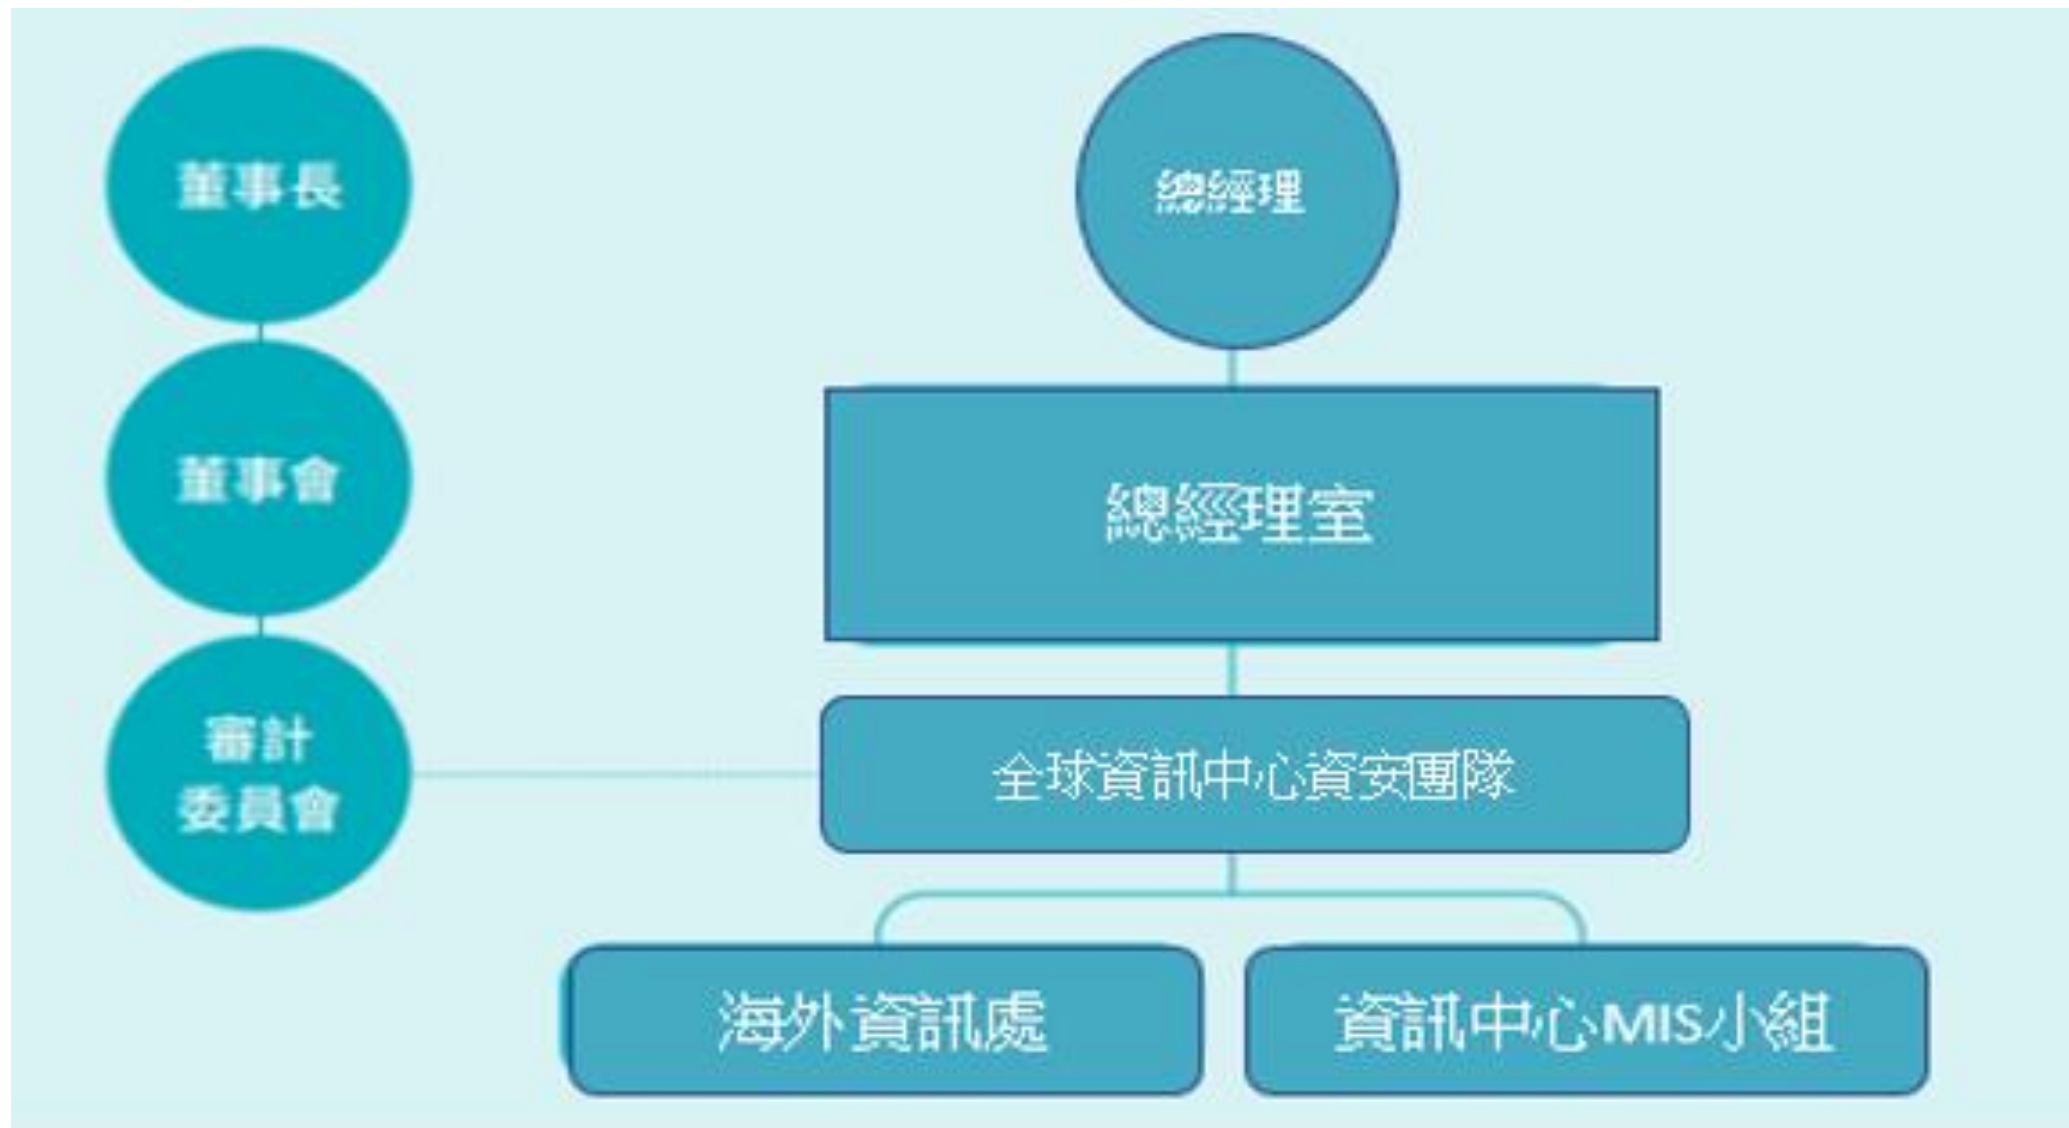 董事長
董事會
審計
委員會
總經理
總經理室
全球資訊中心資安團隊
海外資訊處
資訊中心MIS小組